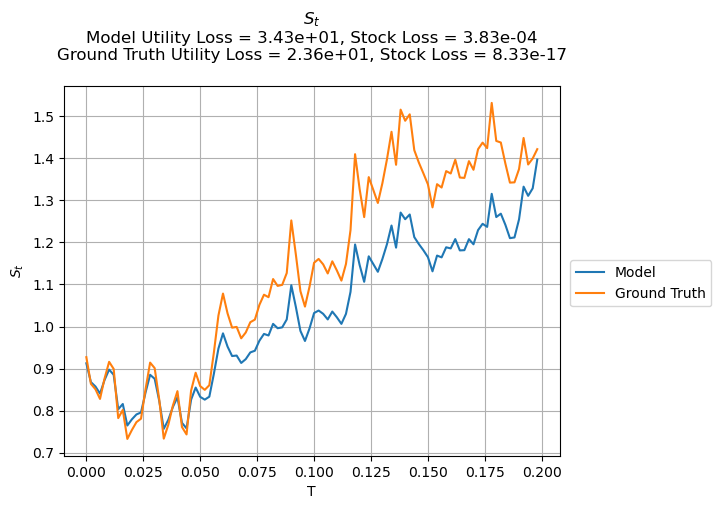 S_t
Model Utility Loss = 3.43e+01, Stock Loss = 3.83e-04
Ground Truth Utility Loss = 2.36e+01, Stock Loss = 8.33e-17
1.5
1.4
1.3
1.2
1.1
1.0
0.9
0.8
0.7
S_t
0.000 0.025 0.050 0.075 0.100 0.125 0.150 0.175 0.200
T
Model
Ground Truth